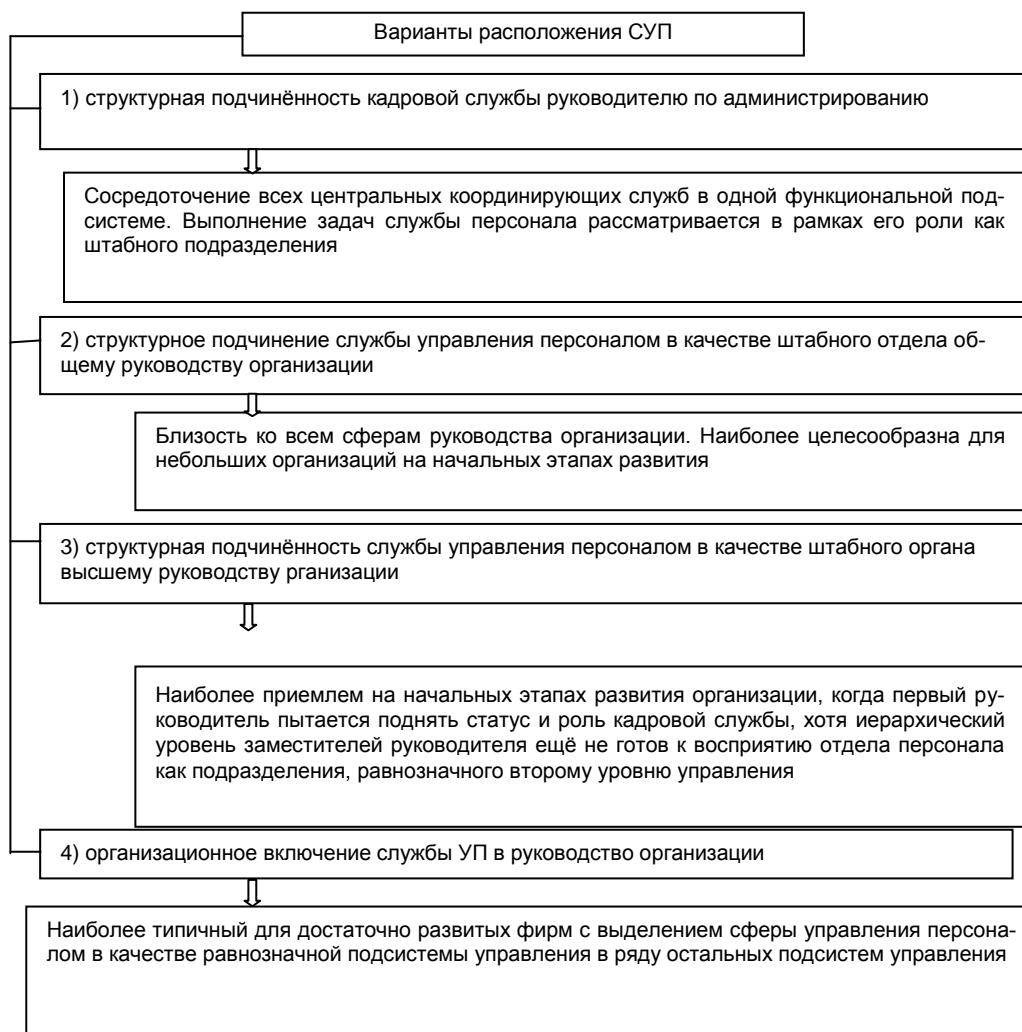 Варианты расположения СУП
1) структурная подчинённость кадровой службы руководителю по администрированию
Сосредоточение всех центральных координирующих служб в одной функциональной под-
системе. Выполнение задач службы персонала рассматривается в рамках его роли как
штабного подразделения
2) структурное подчинение службы управления персоналом в качестве штабного отдела об-
щему руководству организации
Близость ко всем сферам руководства организации. Наиболее целесообразна для
небольших организаций на начальных этапах развития
3) структурная подчинённость службы управления персоналом в качестве штабного органа
высшему руководству рганизации
Наиболее приемлем на начальных этапах развития организации, когда первый ру-
ководитель пытается поднять статус и роль кадровой службы, хотя иерархический
уровень заместителей руководителя ещё не готов к восприятию отдела персонала
как подразделения, равнозначного второму уровню управления
4) организационное включение службы УП в руководство организации
Наиболее типичный для достаточно развитых фирм с выделением сферы управления персона-
лом в качестве равнозначной подсистемы управления в ряду остальных подсистем управления